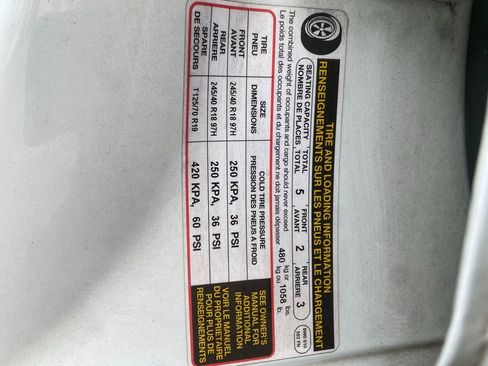 TIRE AND LOADING INFORMATION
RENSEIGNEMENTS SUR LES PNEUS ET LE CHARGEMENT
SEATING CAPACITY TOTAL 5 FRONT 2 REAR 3
NOMBRE DE PLACES TOTAL AVANT ARRIÈRE
The combined weight of occupants and cargo should never exceed 480 kg or 1058 lbs.
Le poids total des occupants et du chargement ne doit jamais dépasser kg ou lb.
TIRE SIZE COLD TIRE PRESSURE
PNEU DIMENSIONS PRESSION DES PNEUS A FROID
FRONT
AVANT 245/40 R18 97H 250 KPA, 36 PSI
REAR
ARRIERE 245/40 R18 97H 250 KPA, 36 PSI
SPARE
DE SECOURS T125/70 R19 420 KPA, 60 PSI
SEE OWNER'S
MANUAL FOR
ADDITIONAL
INFORMATION
VOIR LE MANUEL
DU PROPRIETAIRE
POUR PLUS DE
RENSEIGNEMENTS